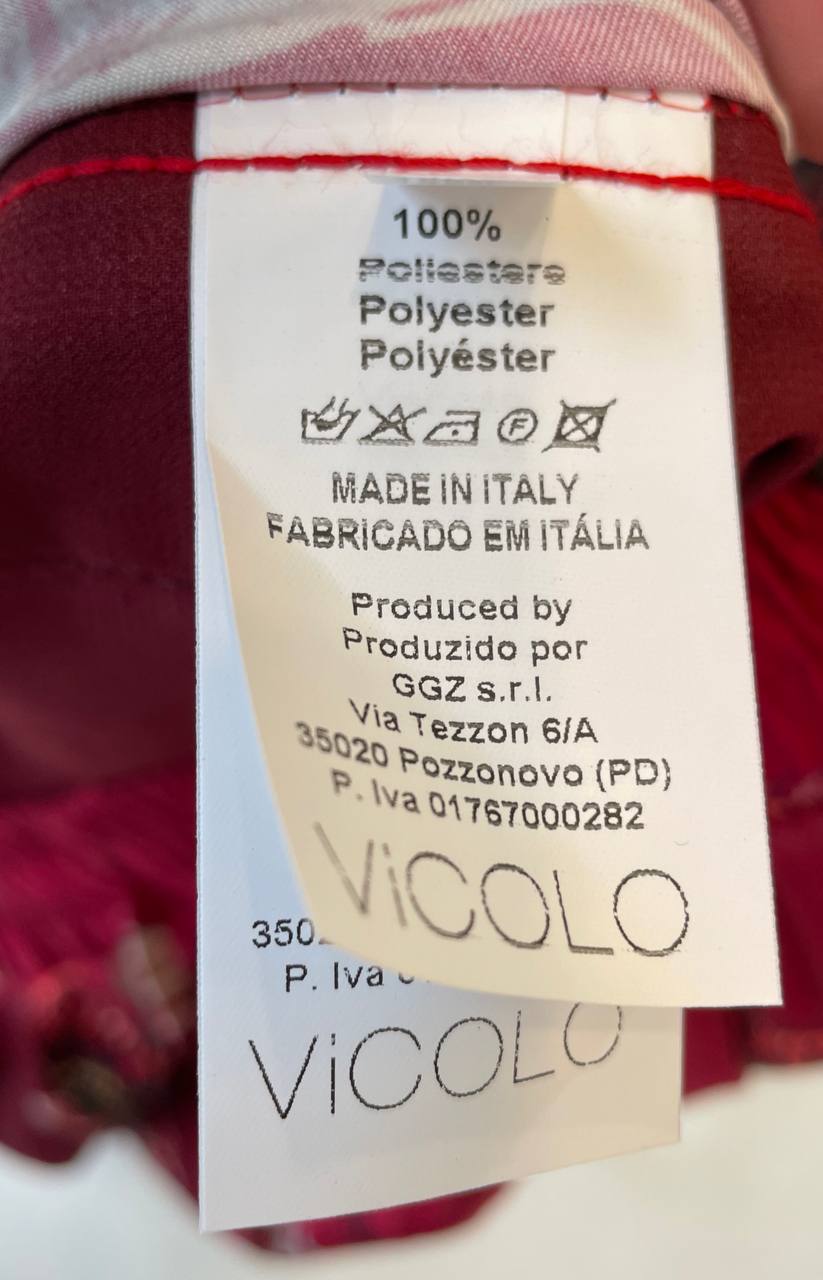 100%
Poliestere
Polyester
Polyéster
F
MADE IN ITALY
FABRICADO EM ITÁLIA
Produced by
Produzido por
GGZ s.r.l.
Via Tezzon 6/A
35020 Pozzonovo (PD)
P. Iva 01767000282
ViCOLO
P. Iva
ViCOLO